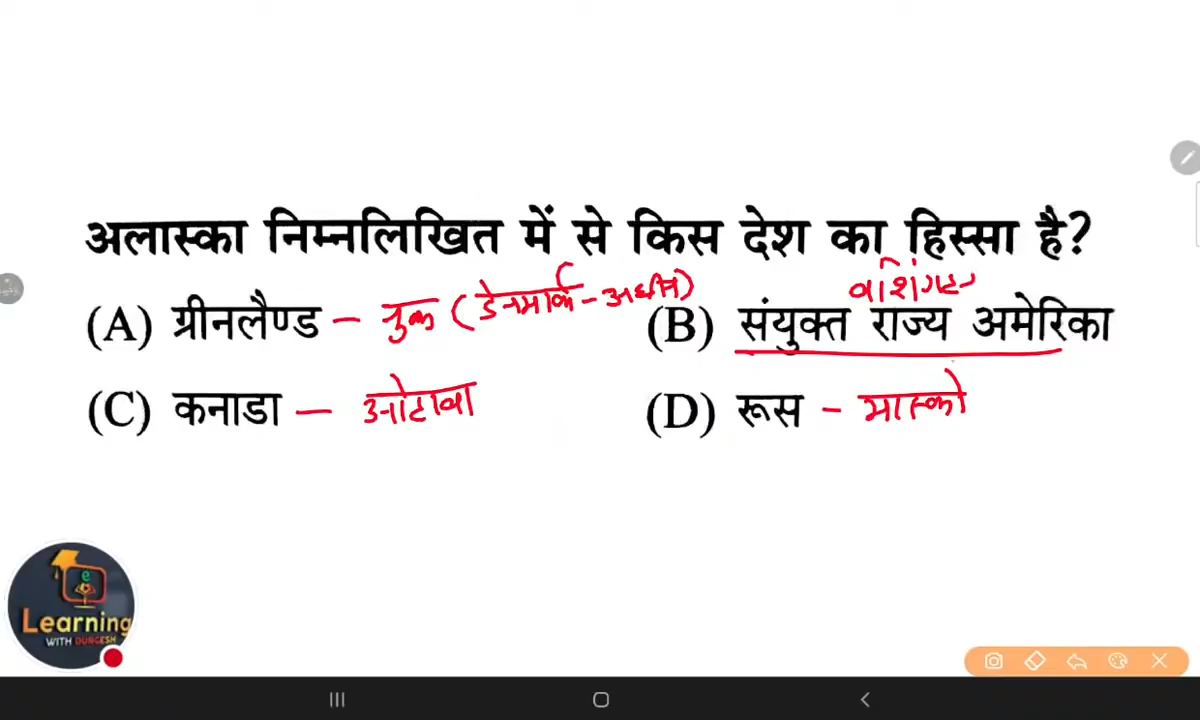 अलास्का निम्नलिखित में से किस देश का हिस्सा है?
(A) ग्रीनलैण्ड – नुक (डेनमार्क - अधीन)
वाशिंगटन
(B) संयुक्त राज्य अमेरिका
(C) कनाडा – ओटावा
(D) रूस – मास्को
e
Learning
WITH DURGESH